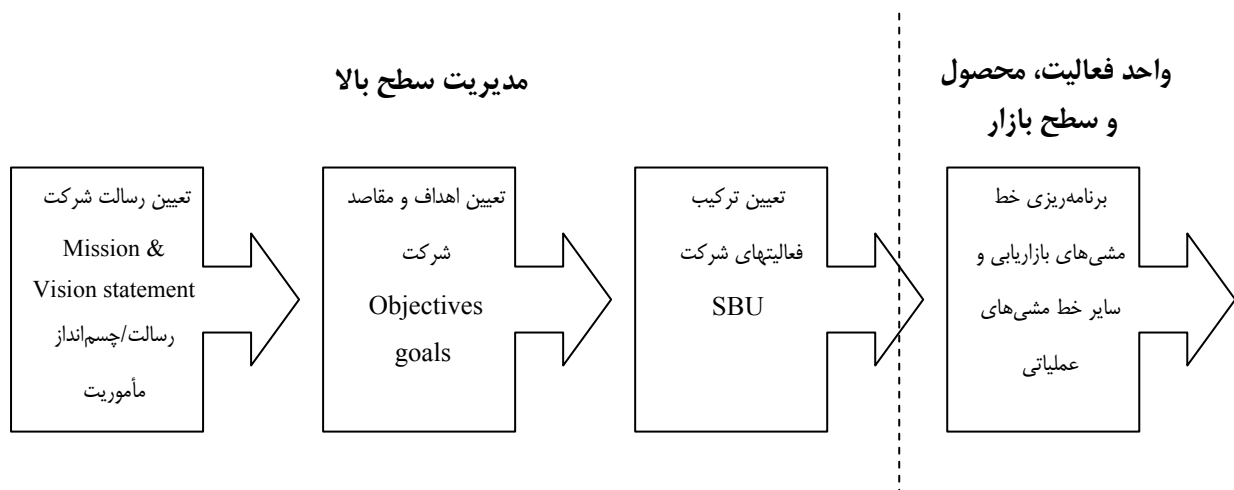 مدیریت سطح بالا
واحد فعالیت، محصول
و سطح بازار
تعیین رسالت شرکت
Mission &
Vision statement
رسالت/چسم‌انداز
مأموریت
تعیین اهداف و مقاصد
شرکت
Objectives
goals
تعیین ترکیب
فعالیتهای شرکت
SBU
برنامه‌ریزی خط
مشی‌های بازاریابی و
سایر خط مشی‌های
عملیاتی